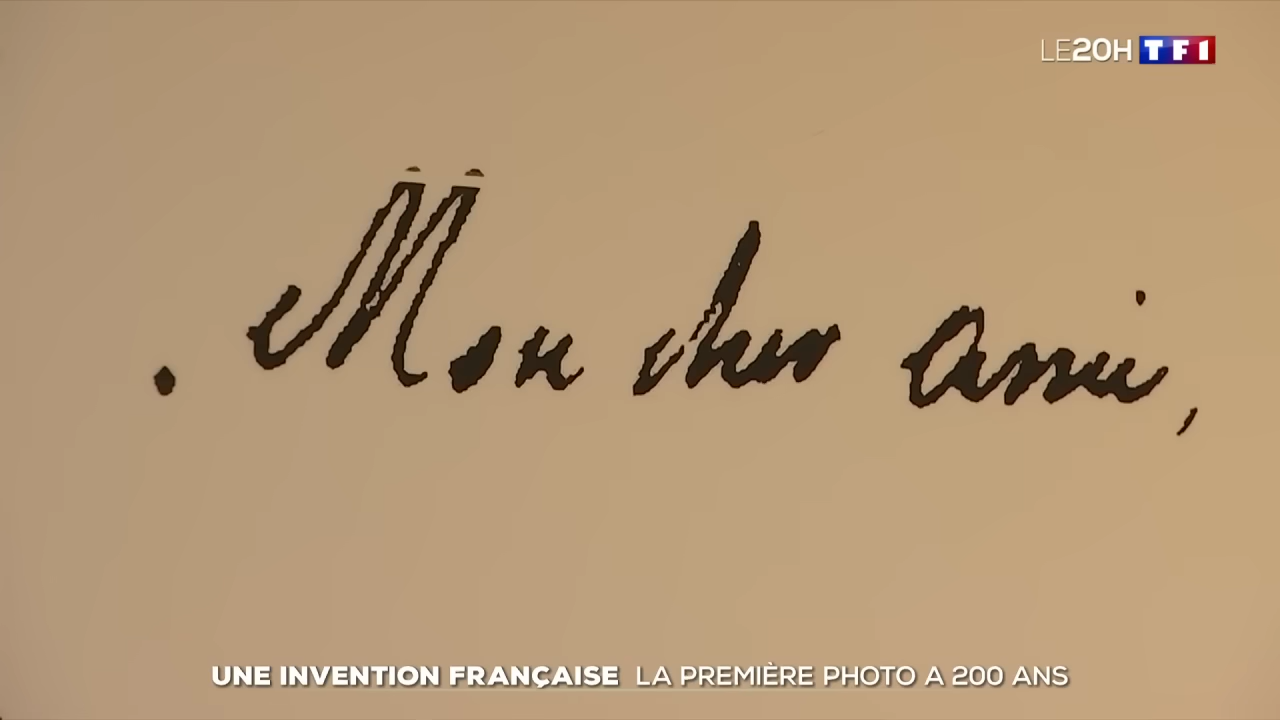 LE20H TF1
. Mon cher ami,
UNE INVENTION FRANÇAISE LA PREMIÈRE PHOTO A 200 ANS